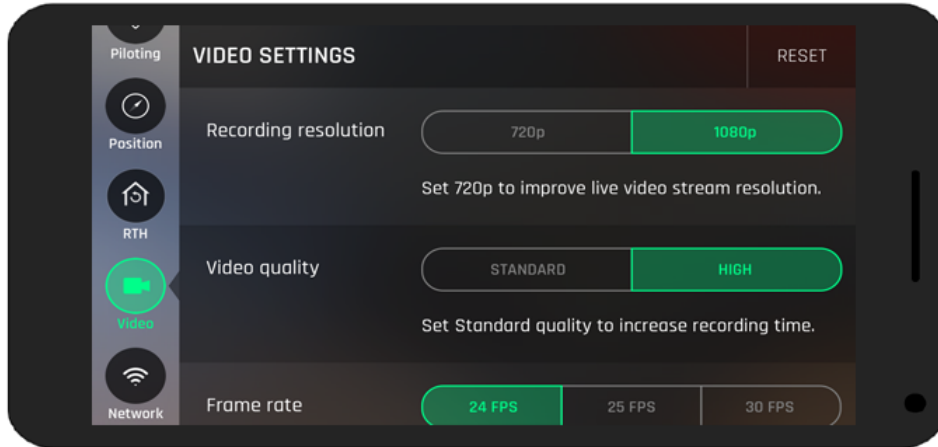 Piloting
VIDEO SETTINGS
RESET
Position
Recording resolution
720p
1080p
Set 720p to improve live video stream resolution.
RTH
Video quality
STANDARD
HIGH
Set Standard quality to increase recording time.
Video
Network
Frame rate
24 FPS
25 FPS
30 FPS